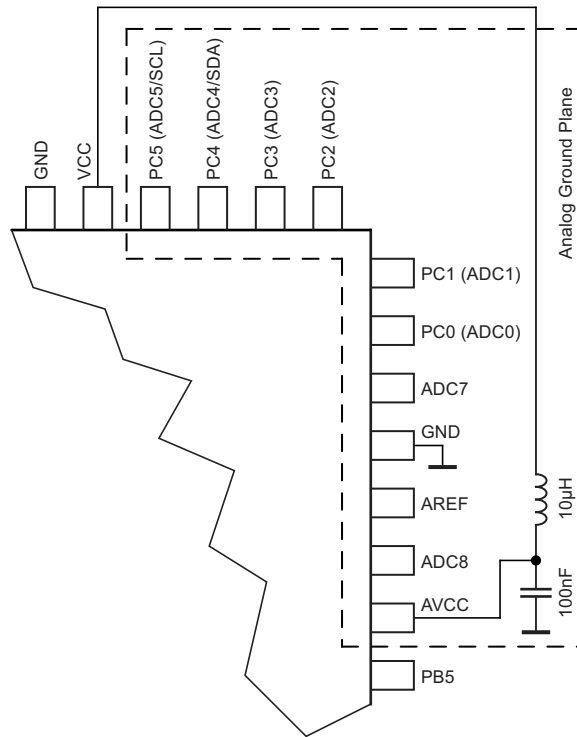 GND
VCC
PC5 (ADC5/SCL)
PC4 (ADC4/SDA)
PC3 (ADC3)
PC2 (ADC2)
Analog Ground Plane
PC1 (ADC1)
PC0 (ADC0)
ADC7
GND
AREF
ADC8
AVCC
PB5
10µH
100nF